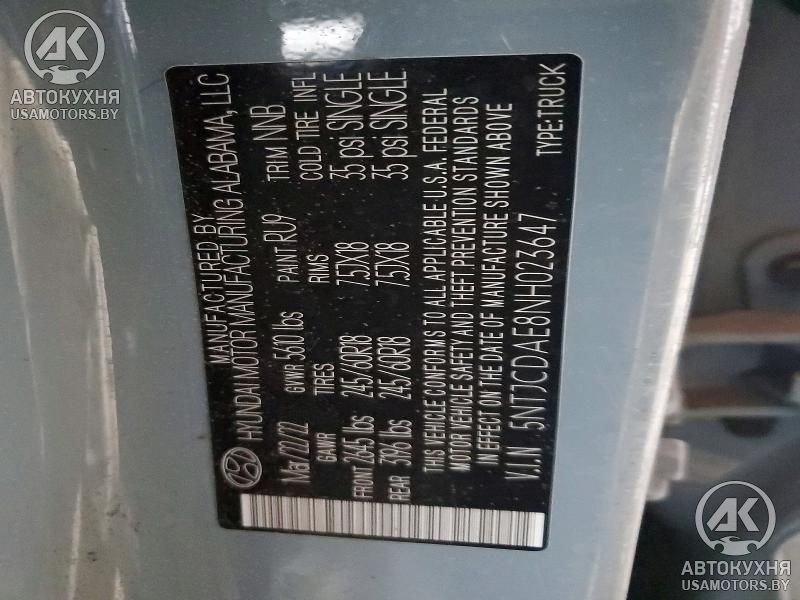 MANUFACTURED BY
HYUNDAI MOTOR MANUFACTURING ALABAMA, LLC
Mar/22/22 GVWR 5610 lbs PAINT RU9 TRIM NNB
GAWR TIRES RIMS COLD TIRE INFL
FRONT 2645 lbs 245/60R18 7.5JX18 35 psi SINGLE
REAR 3196 lbs 245/60R18 7.5JX18 35 psi SINGLE
THIS VEHICLE CONFORMS TO ALL APPLICABLE U.S.A. FEDERAL
MOTOR VEHICLE SAFETY AND THEFT PREVENTION STANDARDS
IN EFFECT ON THE DATE OF MANUFACTURE SHOWN ABOVE
V.I.N 5NTJCDAE8NH023647 TYPE:TRUCK
АК
АВТОКУХНЯ
USAMOTORS.BY
АК
АВТОКУХНЯ
USAMOTORS.BY